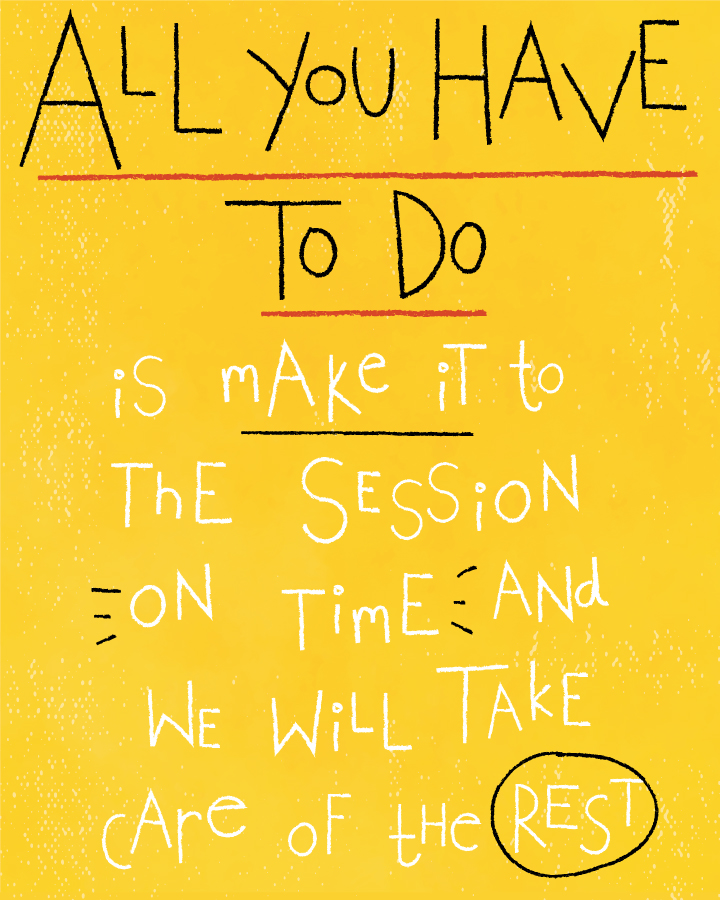 ALL YOU HAVE
TO DO
iS mAKe iT to
ThE SESSiON
ON TimE ANd
WE WiLL TAKE
cAre OF tHe REST